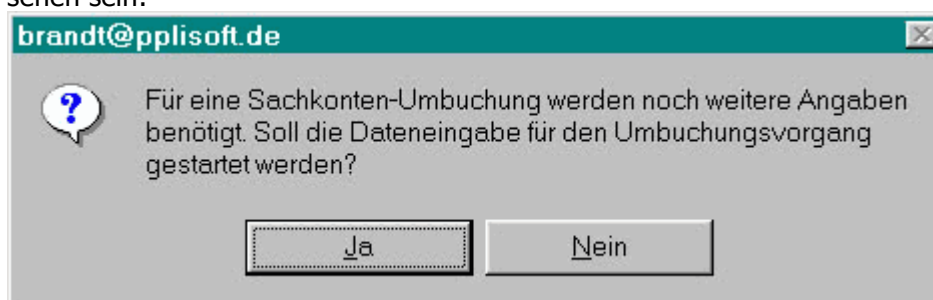 sehen sein.
brandt@pplisoft.de
Für eine Sachkonten-Umbuchung werden noch weitere Angaben
benötigt. Soll die Dateneingabe für den Umbuchungsvorgang
gestartet werden?
Ja
Nein